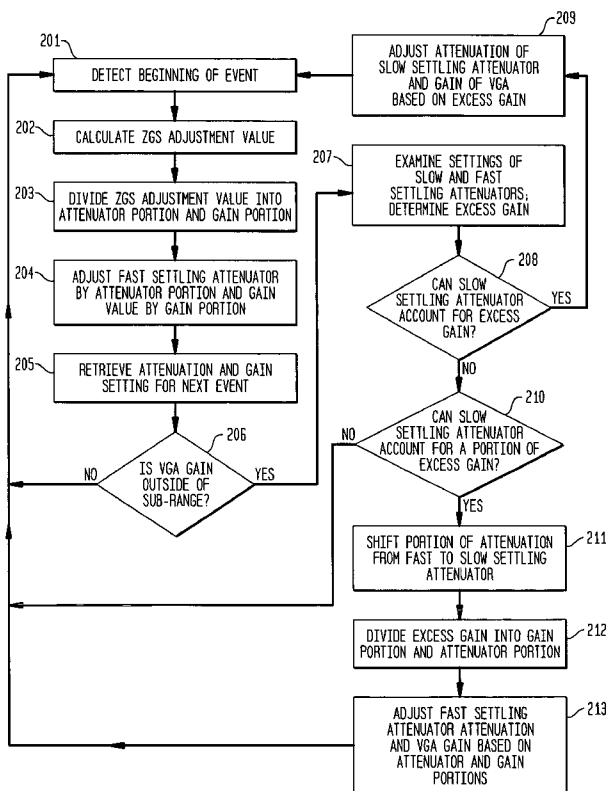 201
DETECT BEGINNING OF EVENT
202
CALCULATE ZGS ADJUSTMENT VALUE
203
DIVIDE ZGS ADJUSTMENT VALUE INTO
ATTENUATOR PORTION AND GAIN PORTION
204
ADJUST FAST SETTLING ATTENUATOR
BY ATTENUATOR PORTION AND GAIN
VALUE BY GAIN PORTION
205
RETRIEVE ATTENUATION AND GAIN
SETTING FOR NEXT EVENT
206
IS VGA GAIN
OUTSIDE OF
SUB-RANGE?
NO
YES
209
ADJUST ATTENUATION OF
SLOW SETTLING ATTENUATOR
AND GAIN OF VGA
BASED ON EXCESS GAIN
207
EXAMINE SETTINGS OF
SLOW AND FAST
SETTLING ATTENUATORS;
DETERMINE EXCESS GAIN
208
CAN SLOW
SETTLING ATTENUATOR
ACCOUNT FOR EXCESS
GAIN?
YES
NO
210
CAN SLOW
SETTLING ATTENUATOR
ACCOUNT FOR A PORTION OF
EXCESS GAIN?
NO
YES
211
SHIFT PORTION OF ATTENUATION
FROM FAST TO SLOW SETTLING
ATTENUATOR
212
DIVIDE EXCESS GAIN INTO GAIN
PORTION AND ATTENUATOR PORTION
213
ADJUST FAST SETTLING
ATTENUATOR ATTENUATION
AND VGA GAIN BASED ON
ATTENUATOR AND GAIN
PORTIONS